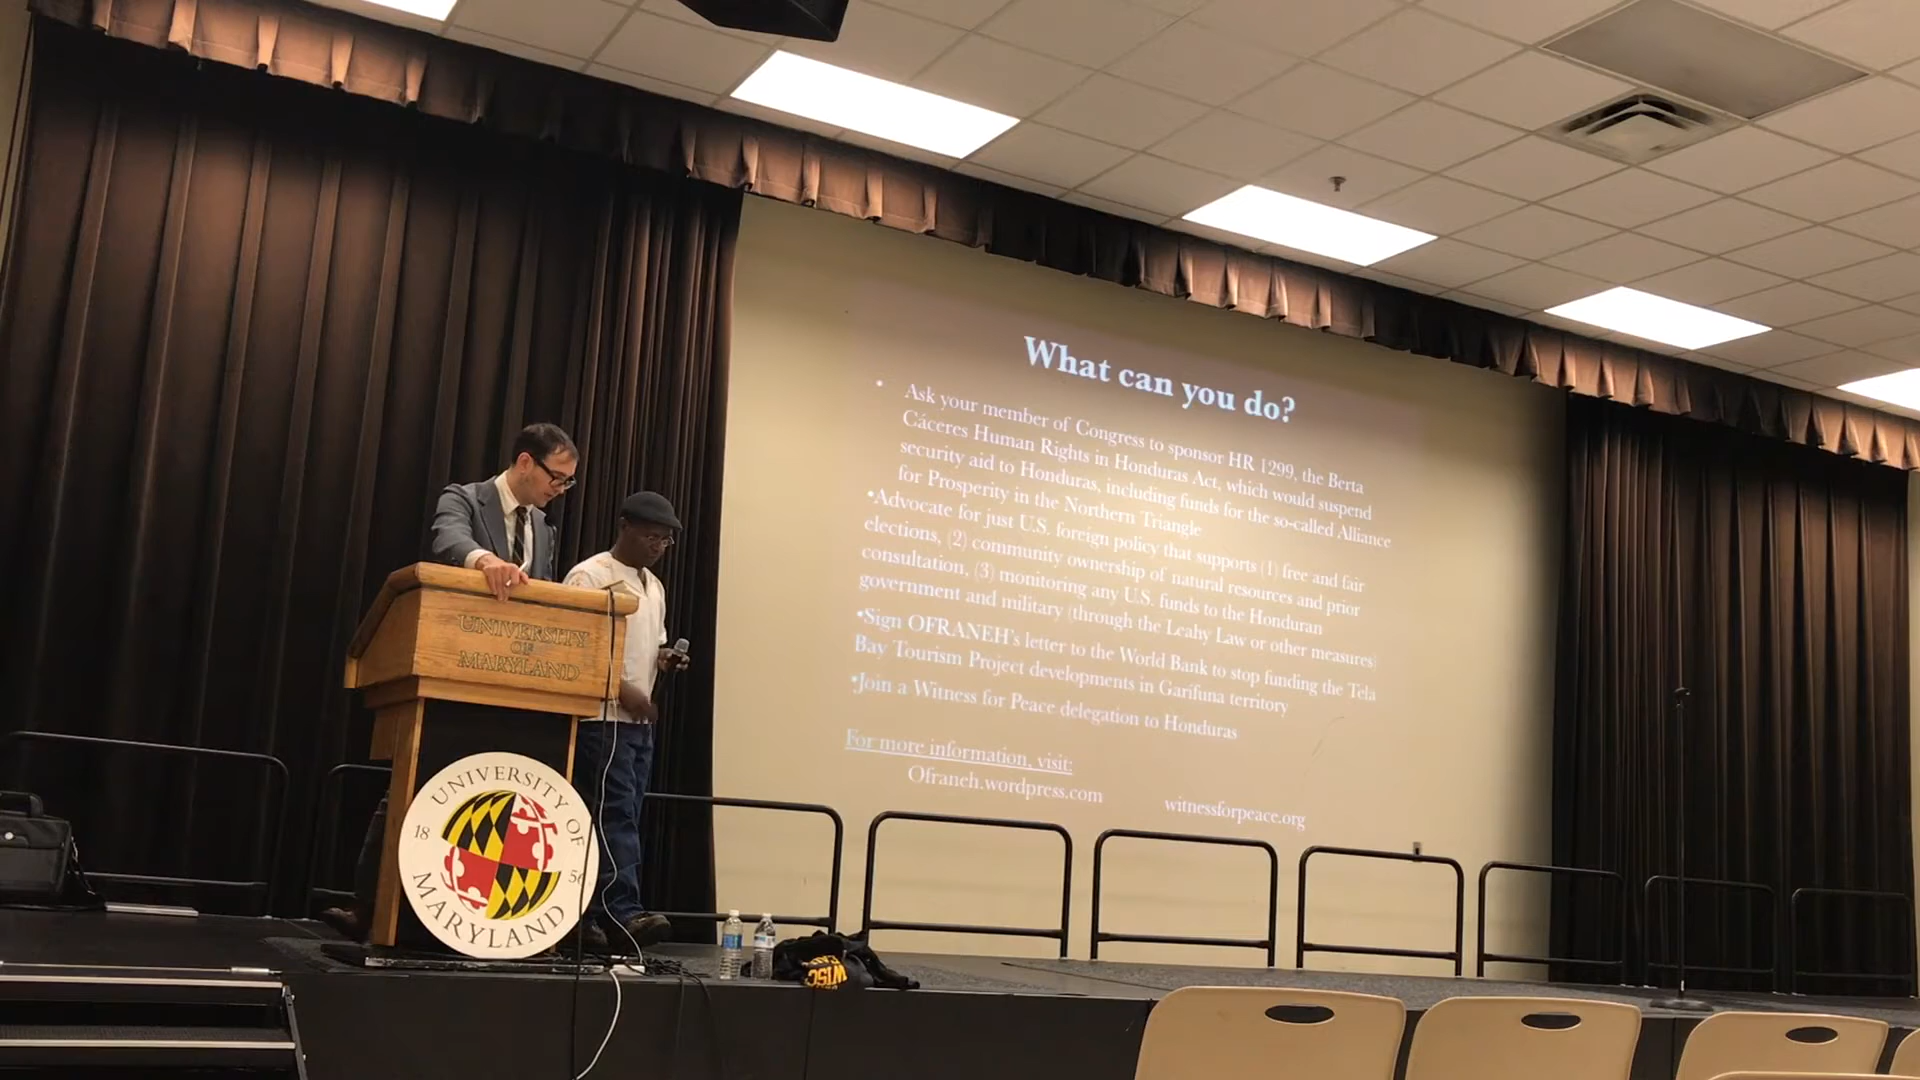 What can you do?
• Ask your member of Congress to sponsor HR 1299, the Berta
Cáceres Human Rights in Honduras Act, which would suspend
security aid to Honduras, including funds for the so-called Alliance
for Prosperity in the Northern Triangle
•Advocate for just U.S. foreign policy that supports (1) free and fair
elections, (2) community ownership of natural resources and prior
consultation, (3) monitoring any U.S. funds to the Honduran
government and military (through the Leahy Law or other measures)
•Sign OFRANEH's letter to the World Bank to stop funding the Tela
Bay Tourism Project developments in Garífuna territory
•Join a Witness for Peace delegation to Honduras
For more information, visit:
Ofraneh.wordpress.com witnessforpeace.org
UNIVERSITY
OF
MARYLAND
UNIVERSITY OF
18 56
MARYLAND